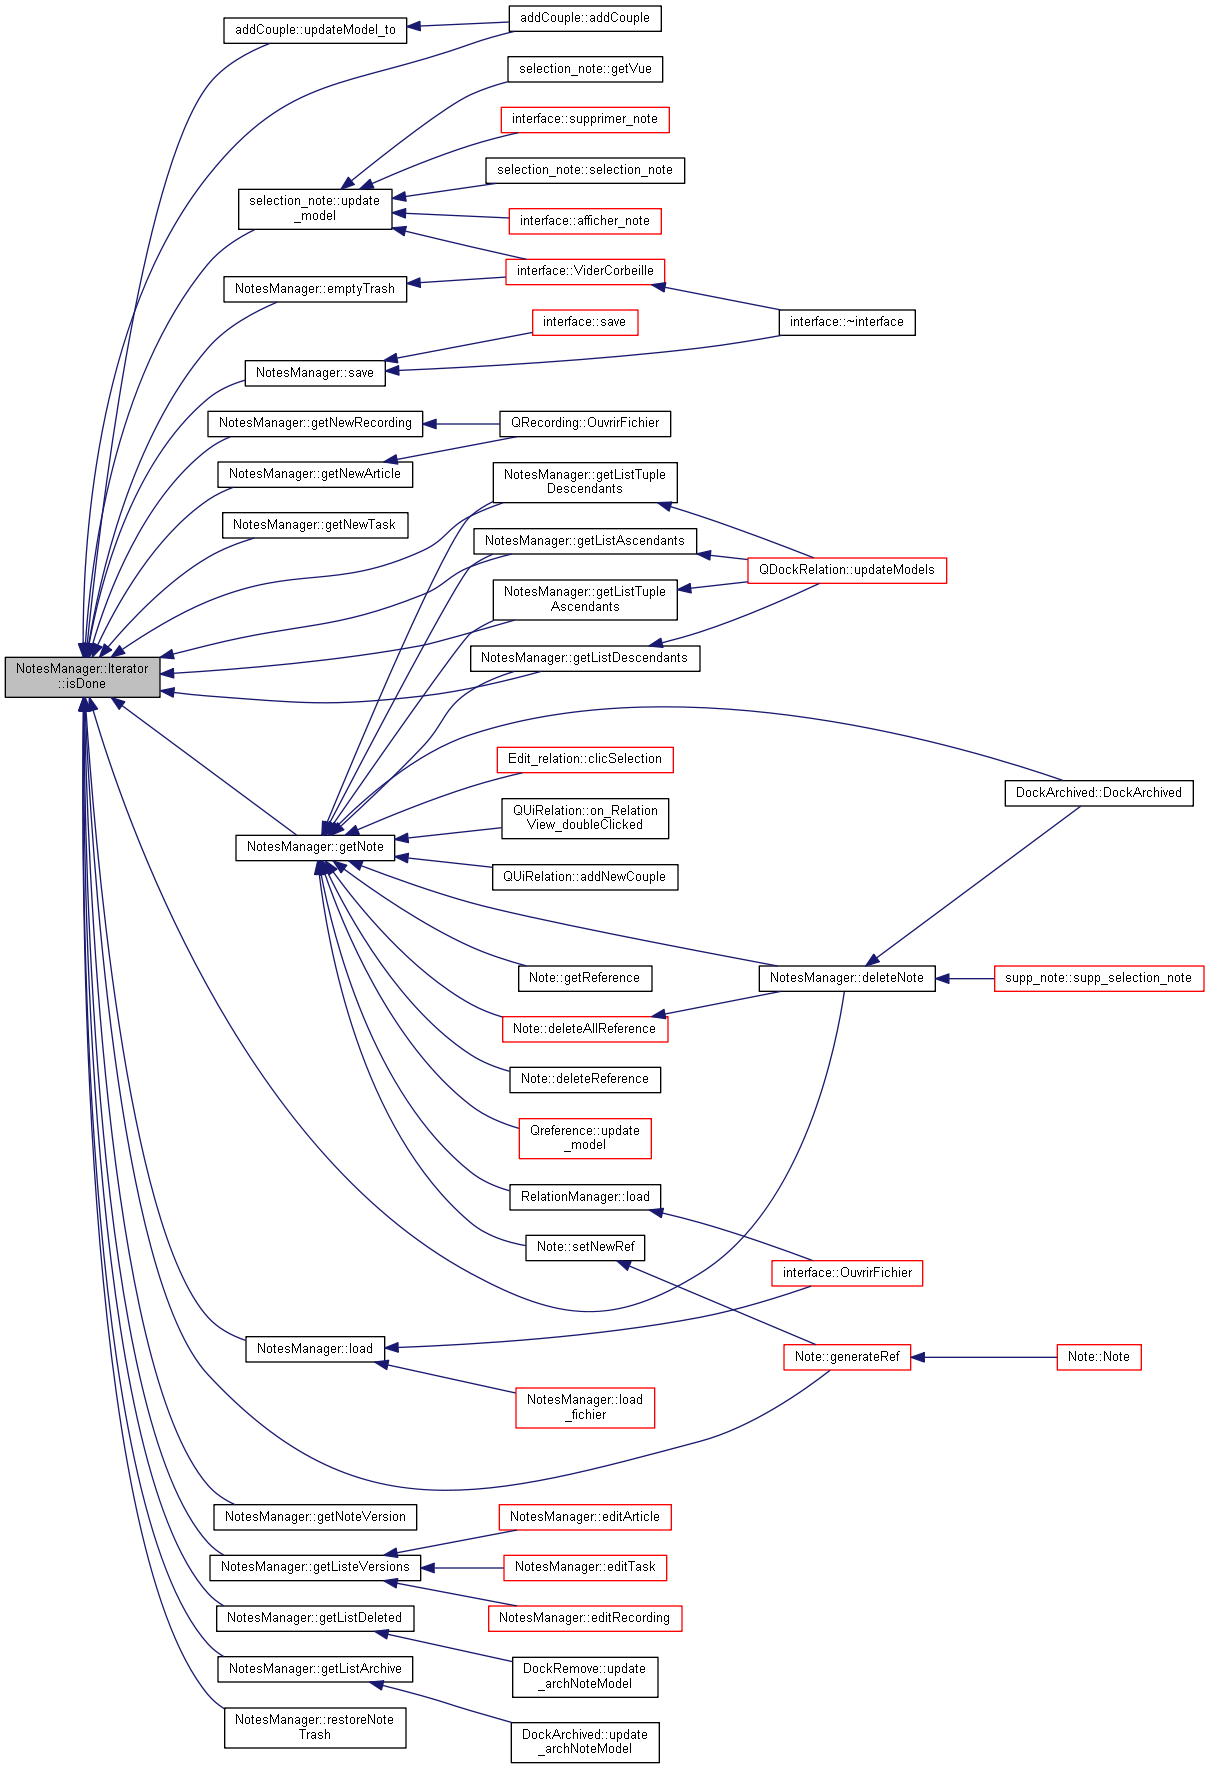 addCouple::updateModel_to
addCouple::addCouple
selection_note::getVue
interface::supprimer_note
selection_note::selection_note
selection_note::update
_model
interface::afficher_note
interface::ViderCorbeille
NotesManager::emptyTrash
interface::save
interface::~interface
NotesManager::save
NotesManager::getNewRecording
QRecording::OuvrirFichier
NotesManager::getNewArticle
NotesManager::getListTuple
Descendants
NotesManager::getNewTask
NotesManager::getListAscendants
QDockRelation::updateModels
NotesManager::getListTuple
Ascendants
NotesManager::getListDescendants
NotesManager::Iterator
::isDone
Edit_relation::clicSelection
DockArchived::DockArchived
QUiRelation::on_Relation
View_doubleClicked
NotesManager::getNote
QUiRelation::addNewCouple
Note::getReference
NotesManager::deleteNote
supp_note::supp_selection_note
Note::deleteAllReference
Note::deleteReference
Qreference::update
_model
RelationManager::load
Note::setNewRef
interface::OuvrirFichier
NotesManager::load
Note::generateRef
Note::Note
NotesManager::load
_fichier
NotesManager::getNoteVersion
NotesManager::editArticle
NotesManager::getListeVersions
NotesManager::editTask
NotesManager::getListDeleted
NotesManager::editRecording
NotesManager::getListArchive
DockRemove::update
_archNoteModel
NotesManager::restoreNote
Trash
DockArchived::update
_archNoteModel